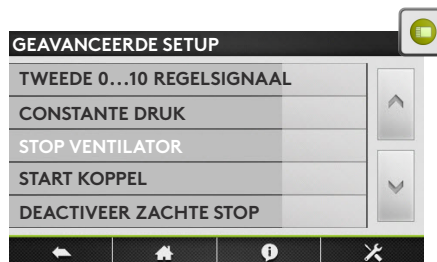 GEAVANCEERDE SETUP
TWEEDE 0...10 REGELSIGNAAL
CONSTANTE DRUK
STOP VENTILATOR
START KOPPEL
DEACTIVEER ZACHTE STOP